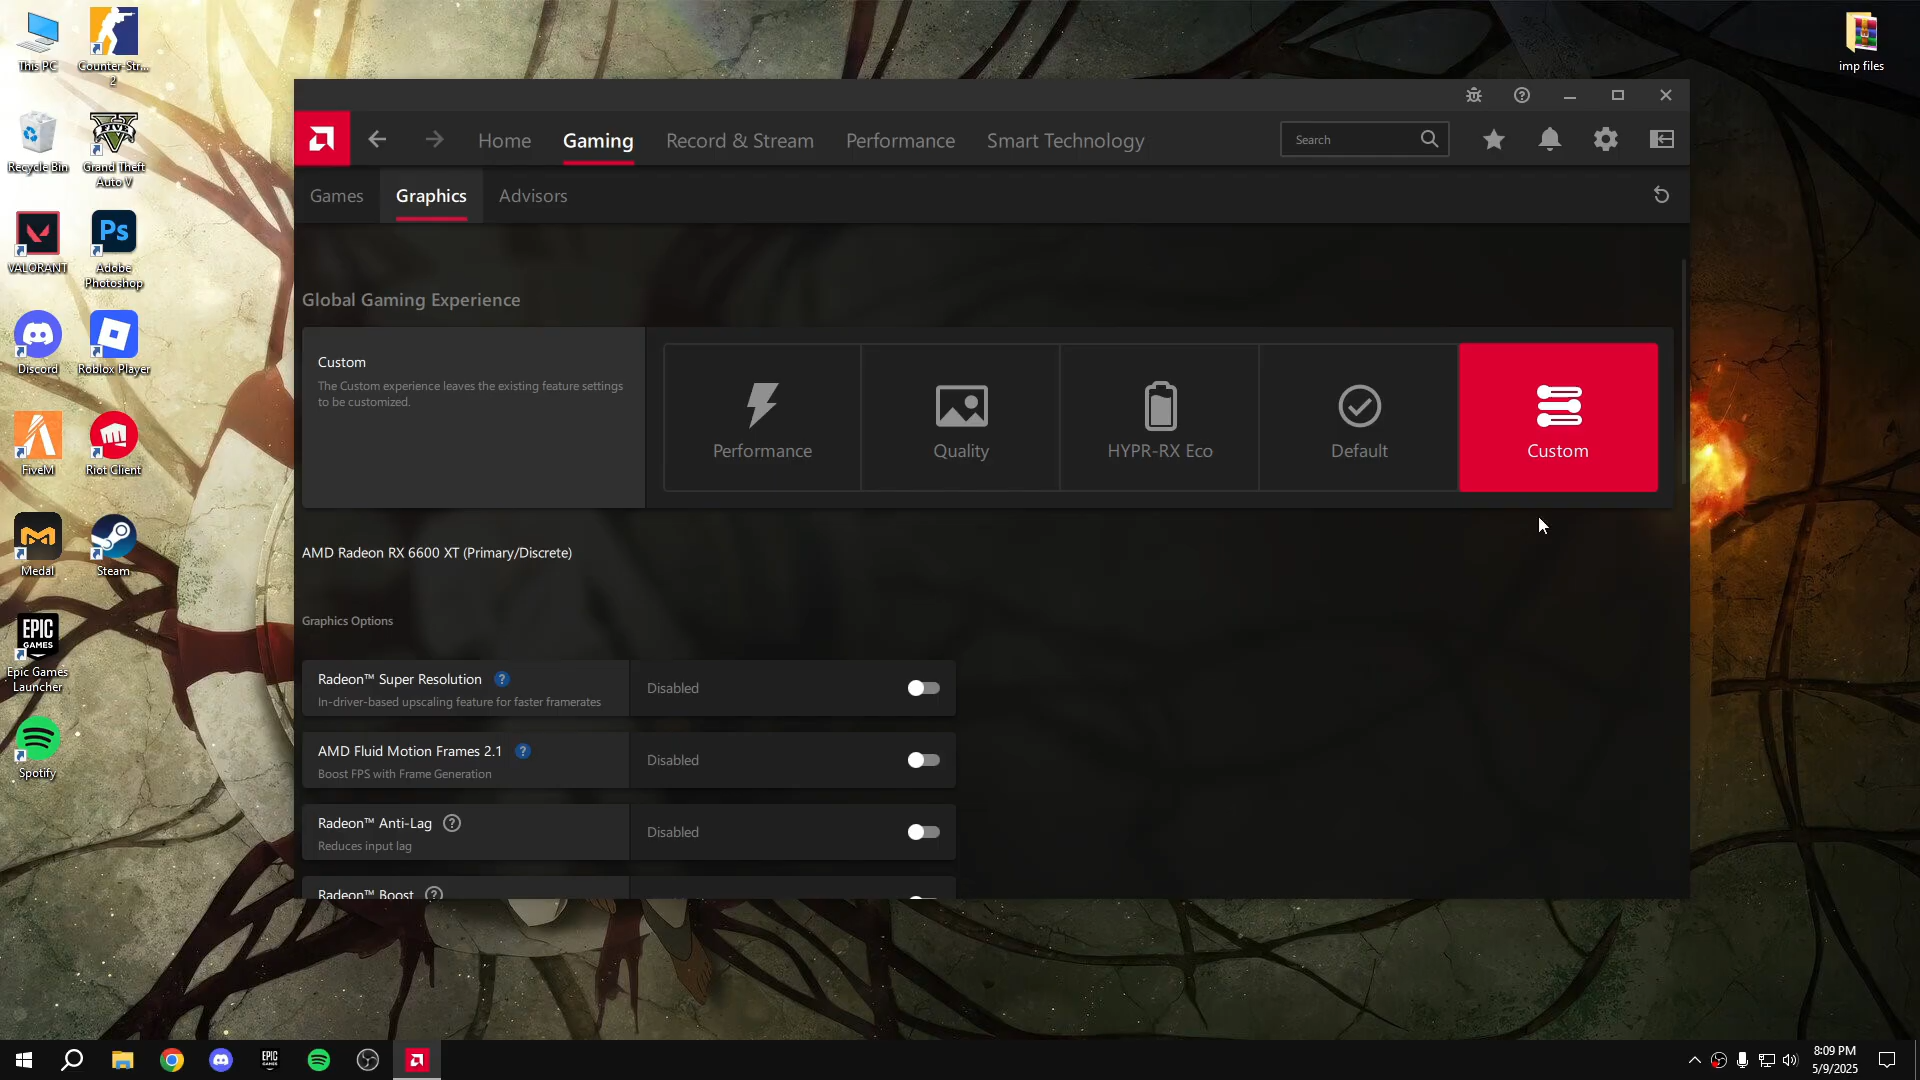 This PC
Counter-Str...
2
imp files
Recycle Bin
Grand Theft
Auto V
VALORANT
Ps
Adobe
Photoshop
Discord
Roblox Player
FiveM
Riot Client
Medal
Steam
EPIC
GAMES
Epic Games
Launcher
Spotify
Home
Gaming
Record & Stream
Performance
Smart Technology
Search
Games
Graphics
Advisors
Global Gaming Experience
Custom
The Custom experience leaves the existing feature settings
to be customized.
Performance
Quality
HYPR-RX Eco
Default
Custom
AMD Radeon RX 6600 XT (Primary/Discrete)
Graphics Options
Radeon™ Super Resolution ?
In-driver-based upscaling feature for faster framerates
Disabled
AMD Fluid Motion Frames 2.1 ?
Boost FPS with Frame Generation
Disabled
Radeon™ Anti-Lag ?
Reduces input lag
Disabled
Radeon™ Boost ?
EPIC
GAMES
8:09 PM
5/9/2025